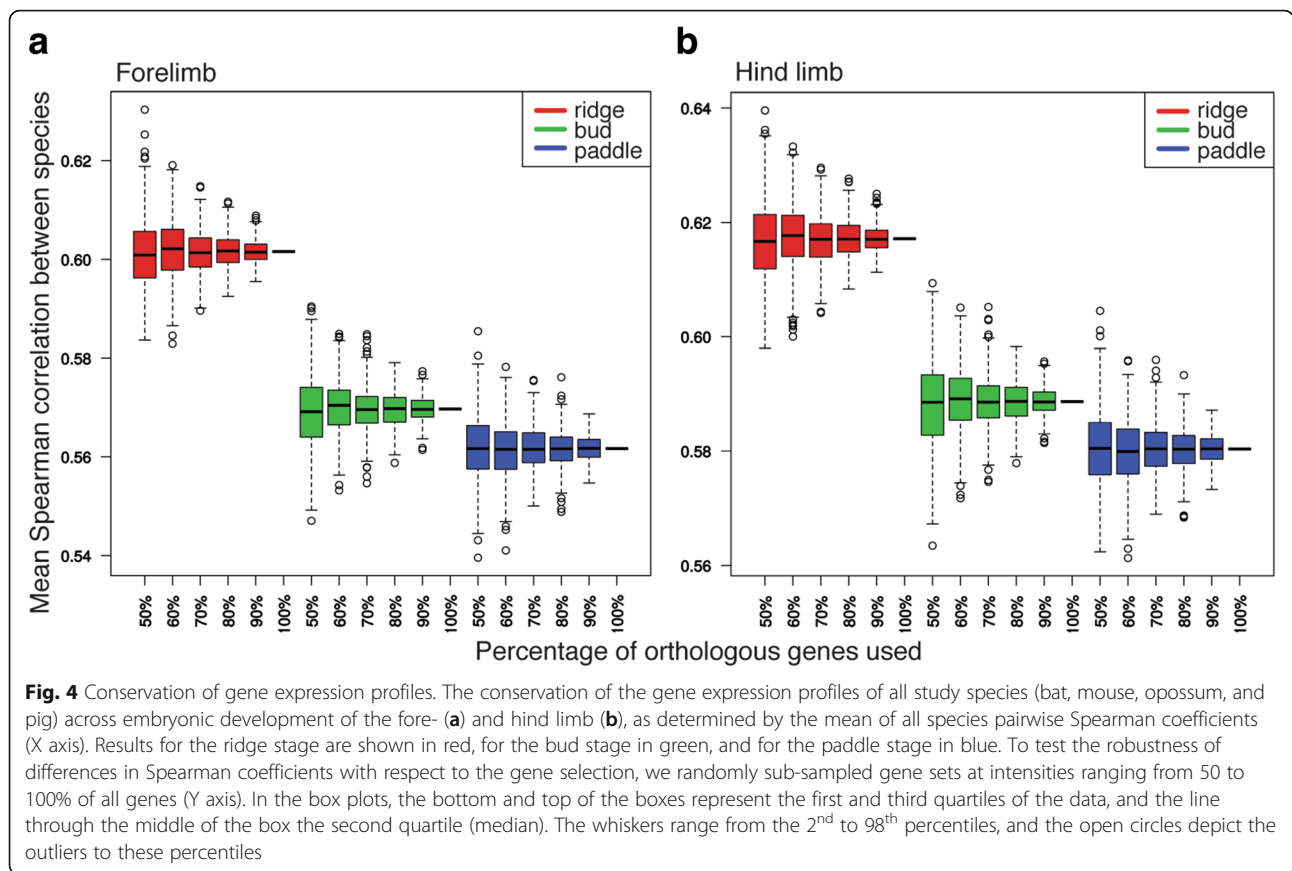 a
Forelimb
Mean Spearman correlation between species
0.62
0.60
0.58
0.56
0.54
ridge
bud
paddle
50% 60% 70% 80% 90% 100% 50% 60% 70% 80% 90% 100% 50% 60% 70% 80% 90% 100%
b
Hind limb
0.64
0.62
0.60
0.58
0.56
ridge
bud
paddle
50% 60% 70% 80% 90% 100% 50% 60% 70% 80% 90% 100% 50% 60% 70% 80% 90% 100%
Percentage of orthologous genes used
Fig. 4 Conservation of gene expression profiles. The conservation of the gene expression profiles of all study species (bat, mouse, opossum, and
pig) across embryonic development of the fore- (a) and hind limb (b), as determined by the mean of all species pairwise Spearman coefficients
(X axis). Results for the ridge stage are shown in red, for the bud stage in green, and for the paddle stage in blue. To test the robustness of
differences in Spearman coefficients with respect to the gene selection, we randomly sub-sampled gene sets at intensities ranging from 50 to
100% of all genes (Y axis). In the box plots, the bottom and top of the boxes represent the first and third quartiles of the data, and the line
through the middle of the box the second quartile (median). The whiskers range from the 2nd to 98th percentiles, and the open circles depict the
outliers to these percentiles